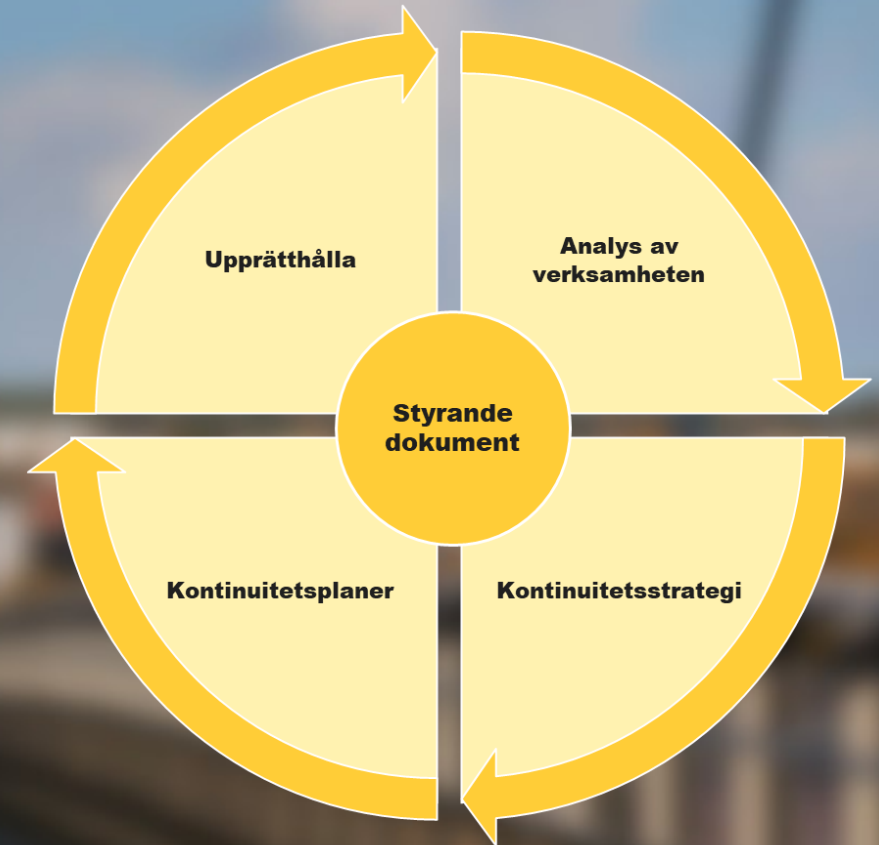 Upprätthålla
Analys av
verksamheten
Styrande
dokument
Kontinuitetsplaner
Kontinuitetsstrategi